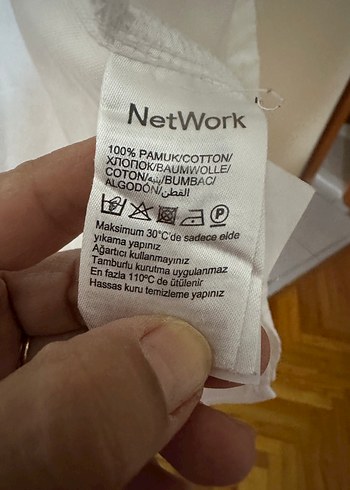 NetWork
100% PAMUK/COTTON/
ХЛОПОК/BAUMWOLLE/
COTON/پنبه/BUMBAC/
ALGODÓN/القطن
P
Maksimum 30°C'de sadece elde
yıkama yapınız
Ağartıcı kullanmayınız
Tamburlu kurutma uygulanmaz
En fazla 110°C de ütülenir
Hassas kuru temizleme yapınız